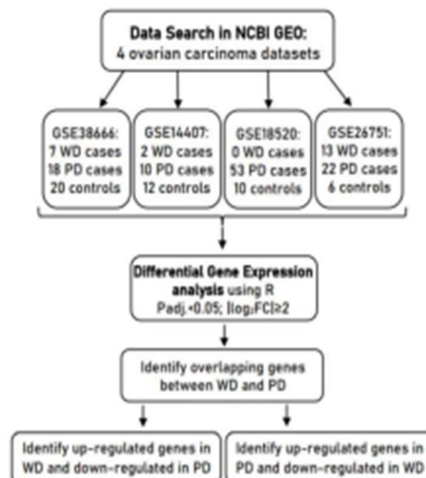 Data Search in NCBI GEO:
4 ovarian carcinoma datasets
GSE38666:
7 WD cases
18 PD cases
20 controls
GSE14407:
2 WD cases
10 PD cases
12 controls
GSE18520:
0 WD cases
53 PD cases
10 controls
GSE26751:
13 WD cases
22 PD cases
6 controls
Differential Gene Expression
analysis using R
Padj.<0.05; |log₂FC|≥2
Identify overlapping genes
between WD and PD
Identify up-regulated genes in
WD and down-regulated in PD
Identify up-regulated genes in
PD and down-regulated in WD